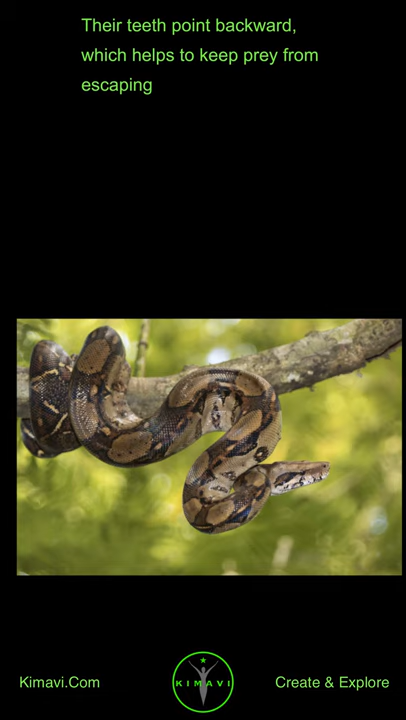 Their teeth point backward,
which helps to keep prey from
escaping
KIMAVI
Kimavi.Com
Create & Explore